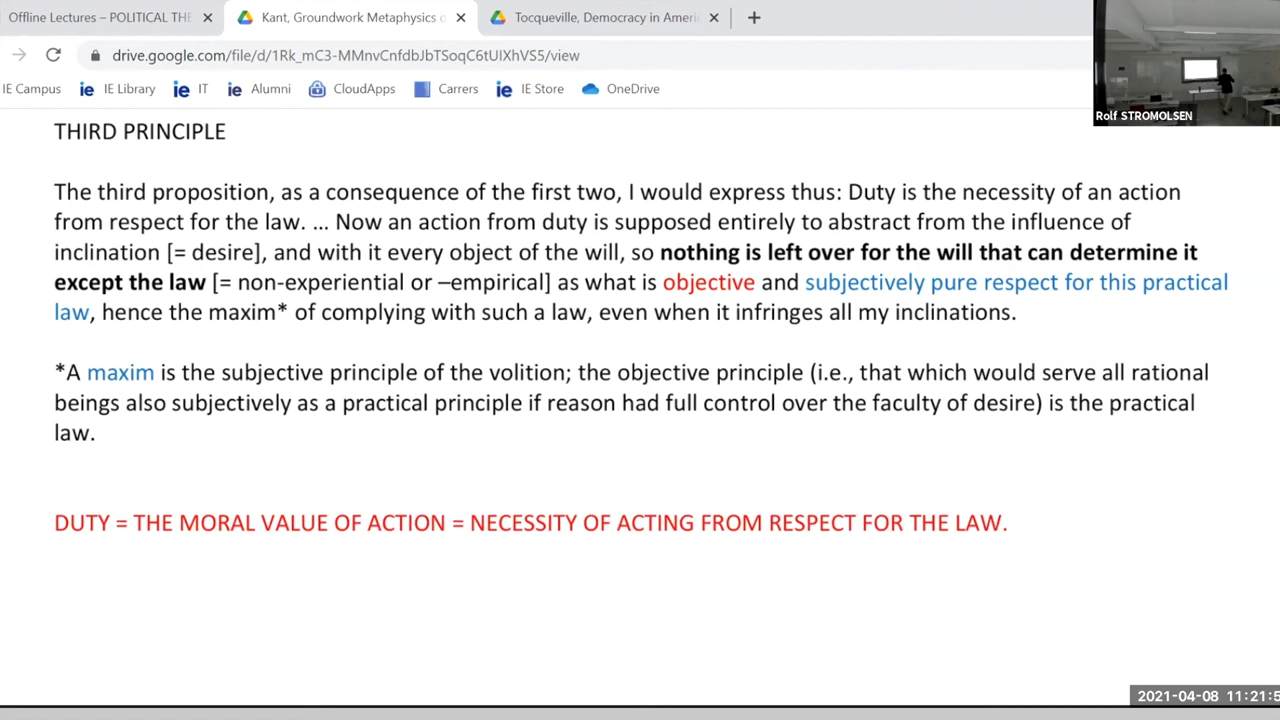 Offline Lectures – POLITICAL THE
Kant, Groundwork Metaphysics o
Tocqueville, Democracy in Ameri
drive.google.com/file/d/1Rk_mC3-MMnvCnfdbJbTSoqC6tUIXhVS5/view
IE Campus
ie IE Library
ie IT
ie Alumni
CloudApps
Carrers
ie IE Store
OneDrive
Rolf STROMOLSEN
THIRD PRINCIPLE
The third proposition, as a consequence of the first two, I would express thus: Duty is the necessity of an action
from respect for the law. ... Now an action from duty is supposed entirely to abstract from the influence of
inclination [= desire], and with it every object of the will, so nothing is left over for the will that can determine it
except the law [= non-experiential or –empirical] as what is objective and subjectively pure respect for this practical
law, hence the maxim* of complying with such a law, even when it infringes all my inclinations.
*A maxim is the subjective principle of the volition; the objective principle (i.e., that which would serve all rational
beings also subjectively as a practical principle if reason had full control over the faculty of desire) is the practical
law.
DUTY = THE MORAL VALUE OF ACTION = NECESSITY OF ACTING FROM RESPECT FOR THE LAW.
2021-04-08 11:21:5